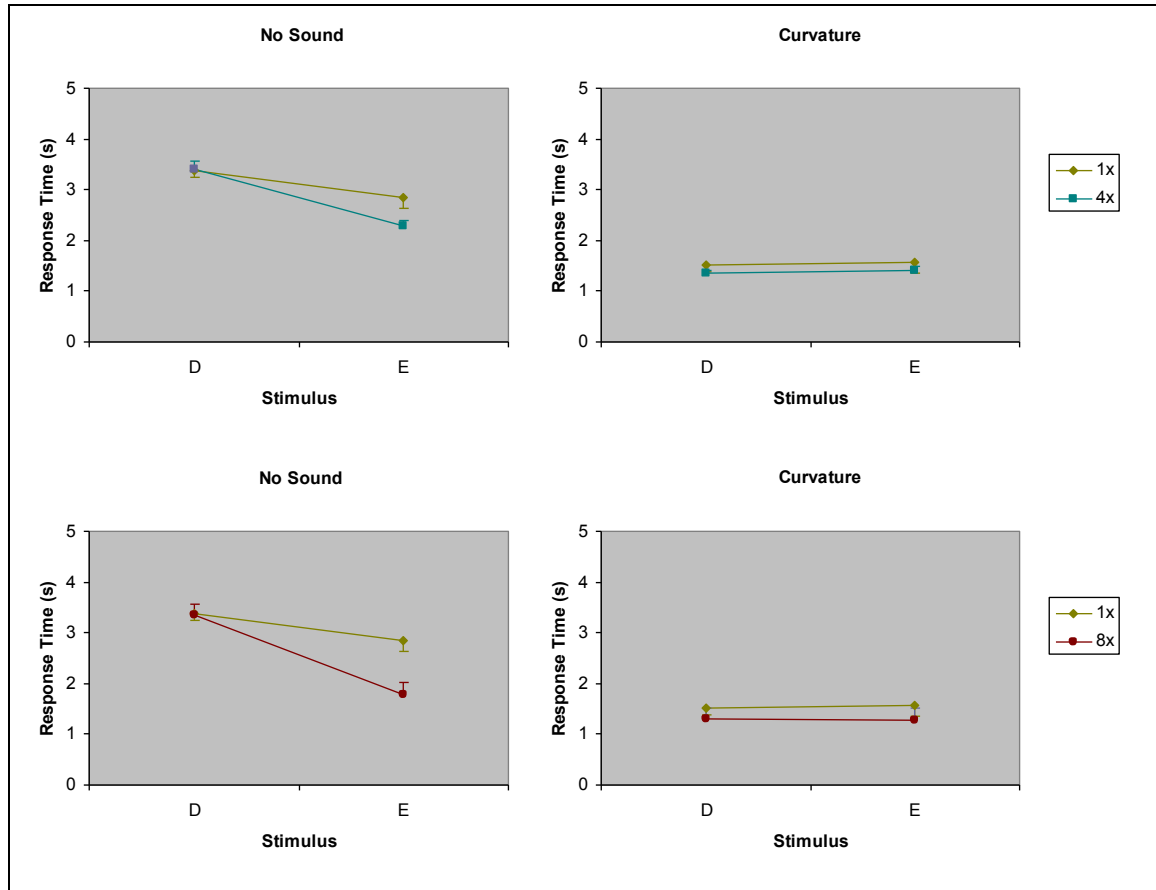 No Sound
Curvature
5
4
3
2
1
0
Response Time (s)
D
E
Stimulus
5
4
3
2
1
0
Response Time (s)
D
E
Stimulus
1x
4x
No Sound
Curvature
5
4
3
2
1
0
Response Time (s)
D
E
Stimulus
5
4
3
2
1
0
Response Time (s)
D
E
Stimulus
1x
8x